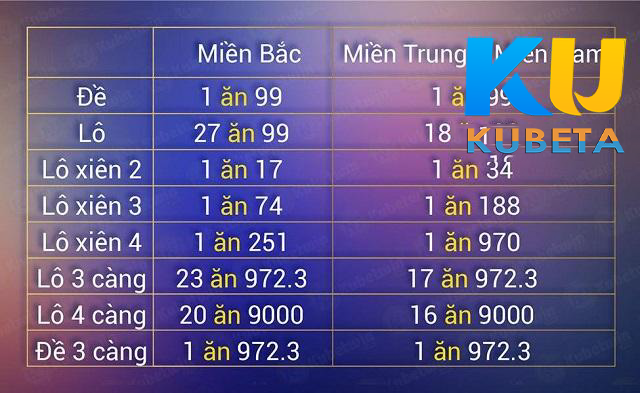 Miền Bắc Miền Trung
KU
KUBETA
Đề 1 ăn 99 1 ăn 99
Lô 27 ăn 99 18
Lô xiên 2 1 ăn 17 1 ăn 34
Lô xiên 3 1 ăn 74 1 ăn 188
Lô xiên 4 1 ăn 251 1 ăn 970
Lô 3 càng 23 ăn 972.3 17 ăn 972.3
Lô 4 càng 20 ăn 9000 16 ăn 9000
Đề 3 càng 1 ăn 972.3 1 ăn 972.3